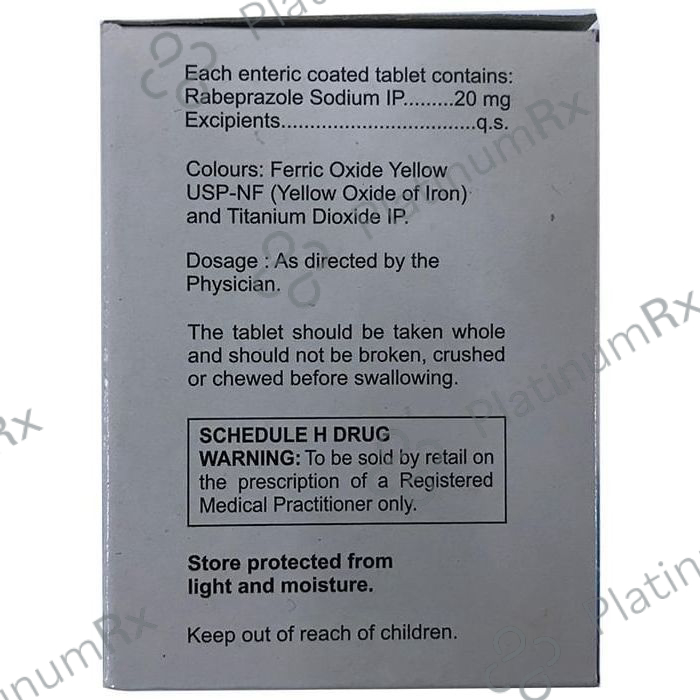 Each enteric coated tablet contains:
Rabeprazole Sodium IP.........20 mg
Excipients.................................q.s.
Colours: Ferric Oxide Yellow
USP-NF (Yellow Oxide of Iron)
and Titanium Dioxide IP.
Dosage : As directed by the
Physician.
The tablet should be taken whole
and should not be broken, crushed
or chewed before swallowing.
SCHEDULE H DRUG
WARNING: To be sold by retail on
the prescription of a Registered
Medical Practitioner only.
Store protected from
light and moisture.
Keep out of reach of children.
PlatinumRx
PlatinumRx
PlatinumRx